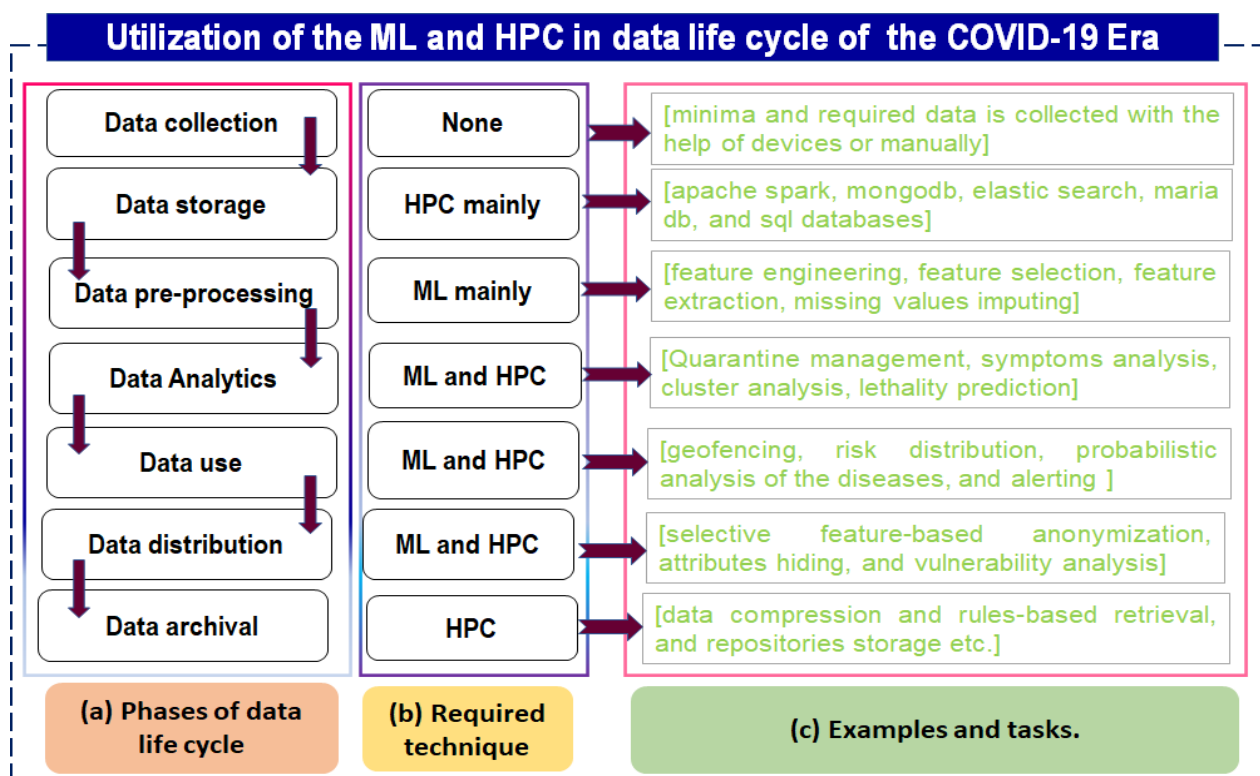 Utilization of the ML and HPC in data life cycle of the COVID-19 Era
Data collection
None
[minima and required data is collected with the
help of devices or manually]
Data storage
HPC mainly
[apache spark, mongodb, elastic search, maria
db, and sql databases]
Data pre-processing
ML mainly
[feature engineering, feature selection, feature
extraction, missing values imputing]
Data Analytics
ML and HPC
[Quarantine management, symptoms analysis,
cluster analysis, lethality prediction]
Data use
ML and HPC
[geofencing, risk distribution, probabilistic
analysis of the diseases, and alerting ]
Data distribution
ML and HPC
[selective feature-based anonymization,
attributes hiding, and vulnerability analysis]
Data archival
HPC
[data compression and rules-based retrieval,
and repositories storage etc.]
(a) Phases of data
life cycle
(b) Required
technique
(c) Examples and tasks.